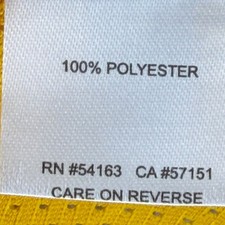 100% POLYESTER
RN #54163 CA #57151
CARE ON REVERSE